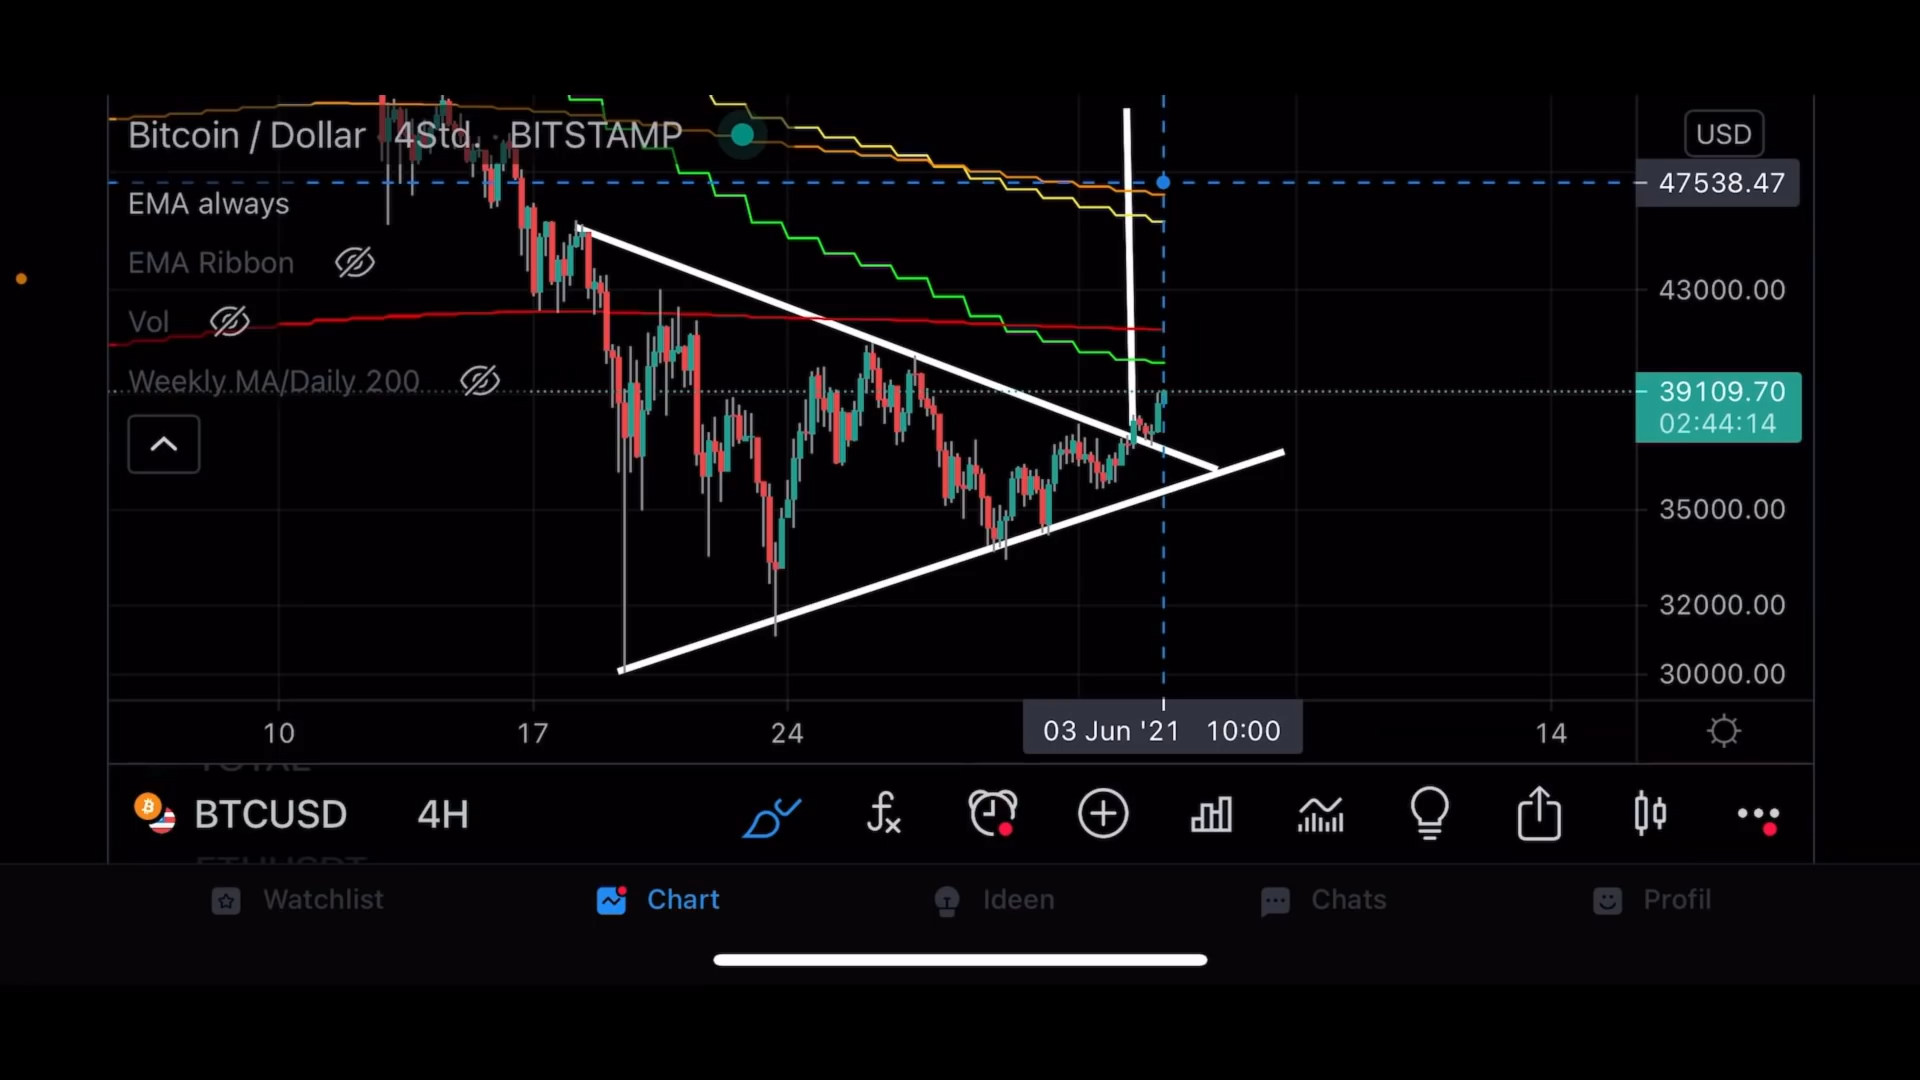 Bitcoin / Dollar · 4Std. · BITSTAMP
USD
47538.47
EMA always
EMA Ribbon
43000.00
Vol
Weekly MA/Daily 200
39109.70
02:44:14
35000.00
32000.00
30000.00
10 17 24 03 Jun '21 10:00 14
TOTAL
BTCUSD 4H
ETHUSDT
Watchlist Chart Ideen Chats Profil